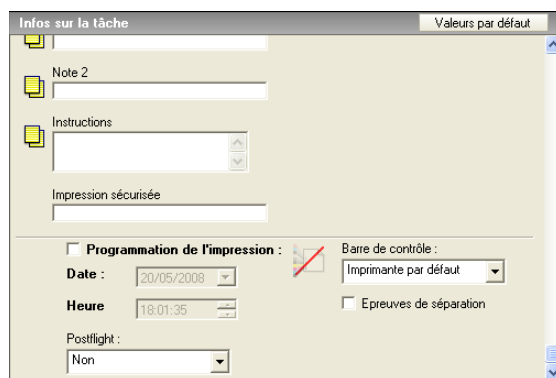 Infos sur la tâche
Valeurs par défaut
Note 2
Instructions
Impression sécurisée
Programmation de l'impression :
Barre de contrôle :
Imprimante par défaut
Date :
20/05/2008
Heure
18:01:35
Epreuves de séparation
Postflight :
Non